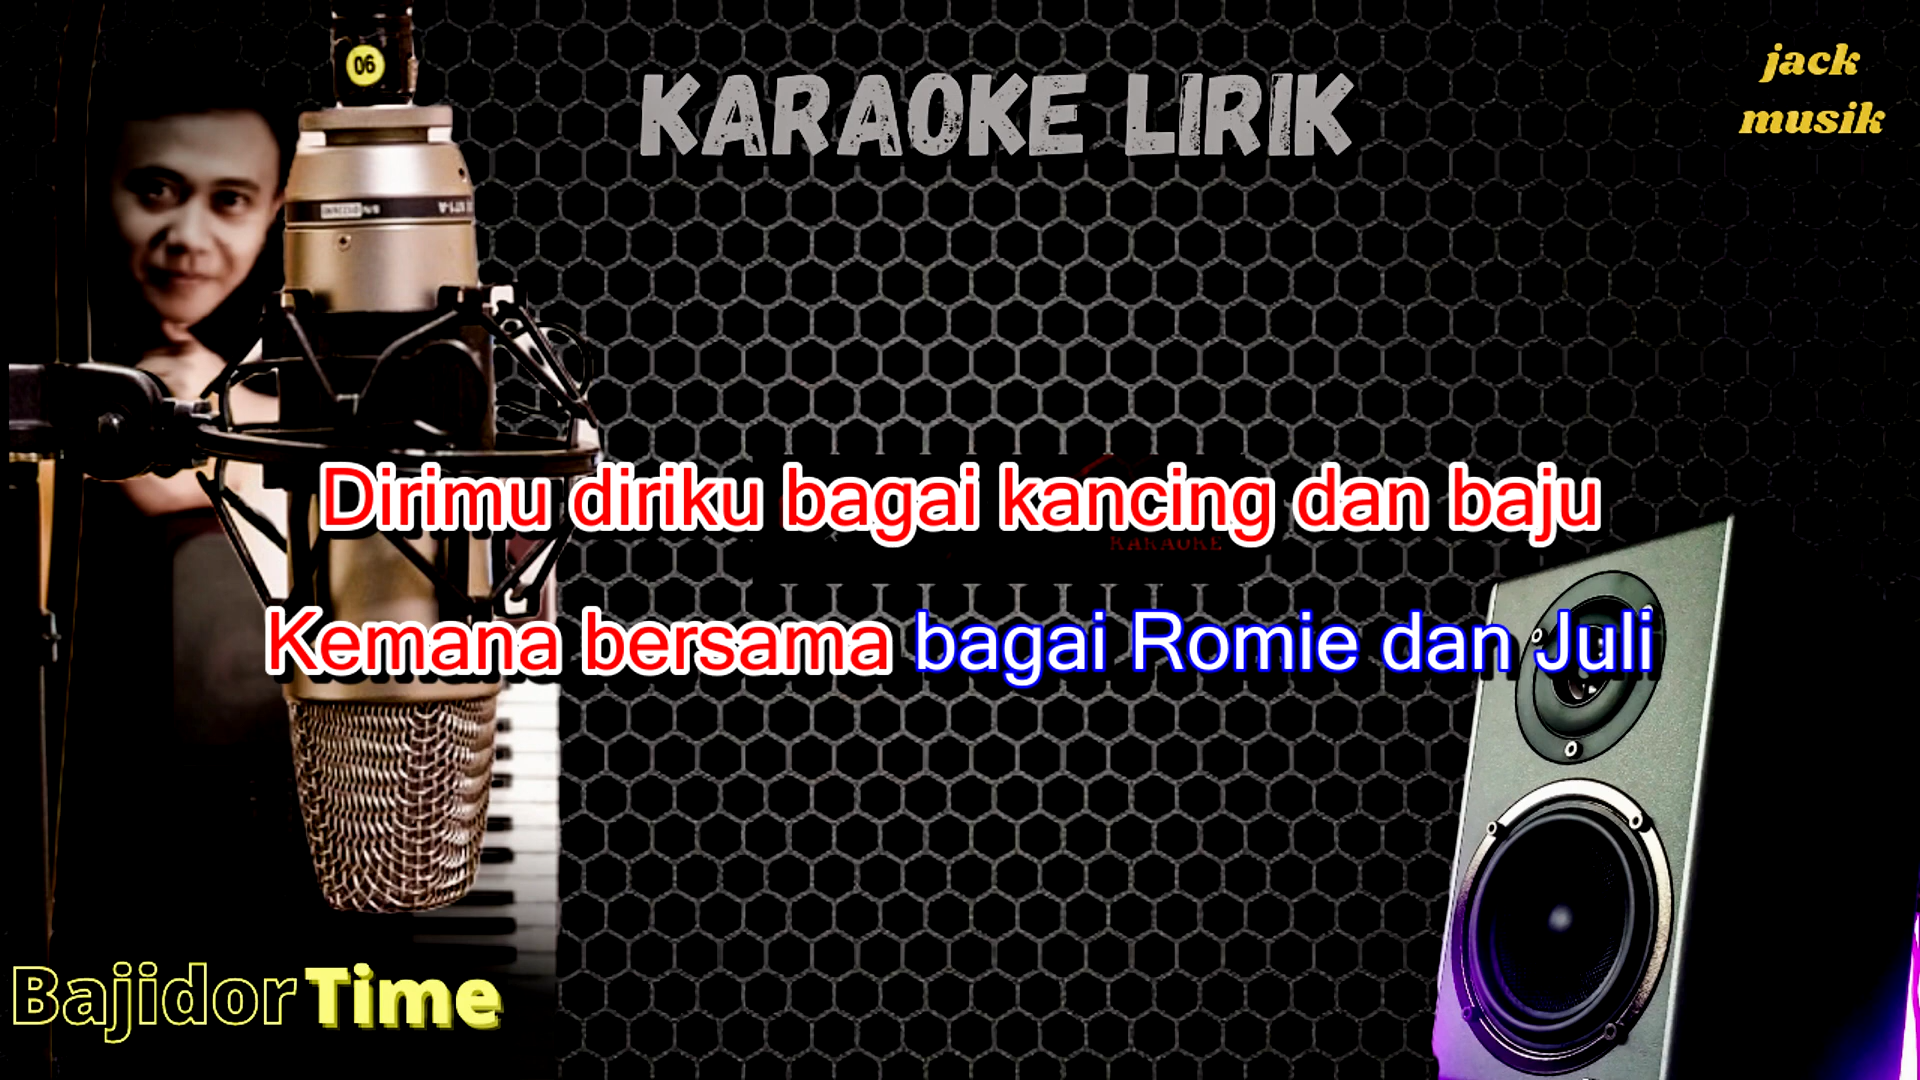 06
KARAOKE LIRIK
jack
musik
Dirimu diriku bagai kancing dan baju
KARAOKE
Kemana bersama bagai Romie dan Juli
Bajidor Time